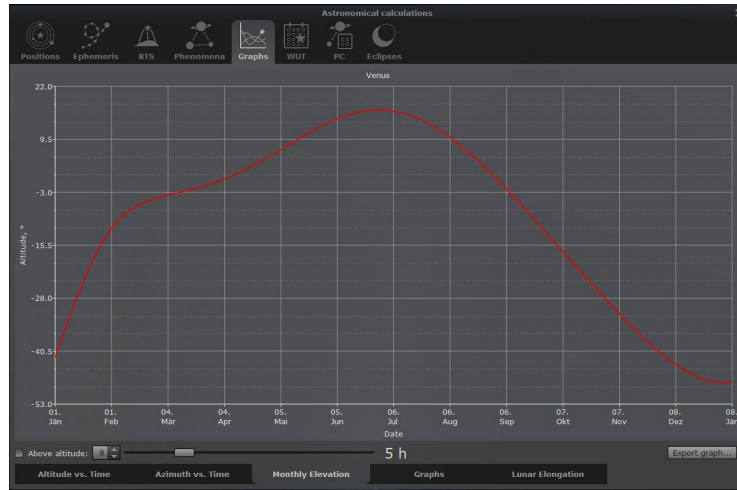 Astronomical calculations
Positions Ephemeris RTS Phenomena Graphs WUT PC Eclipses
Venus
22.0
9.5
-3.0
-15.5
-28.0
-40.5
-53.0
Altitude, °
01. 01. 04. 04. 05. 05. 06. 06. 06. 07. 07. 08. 08.
Jän Feb Mär Apr Mai Jun Jul Aug Sep Okt Nov Dez Jän
Date
Above altitude: 8 5 h Export graph...
Altitude vs. Time Azimuth vs. Time Monthly Elevation Graphs Lunar Elongation